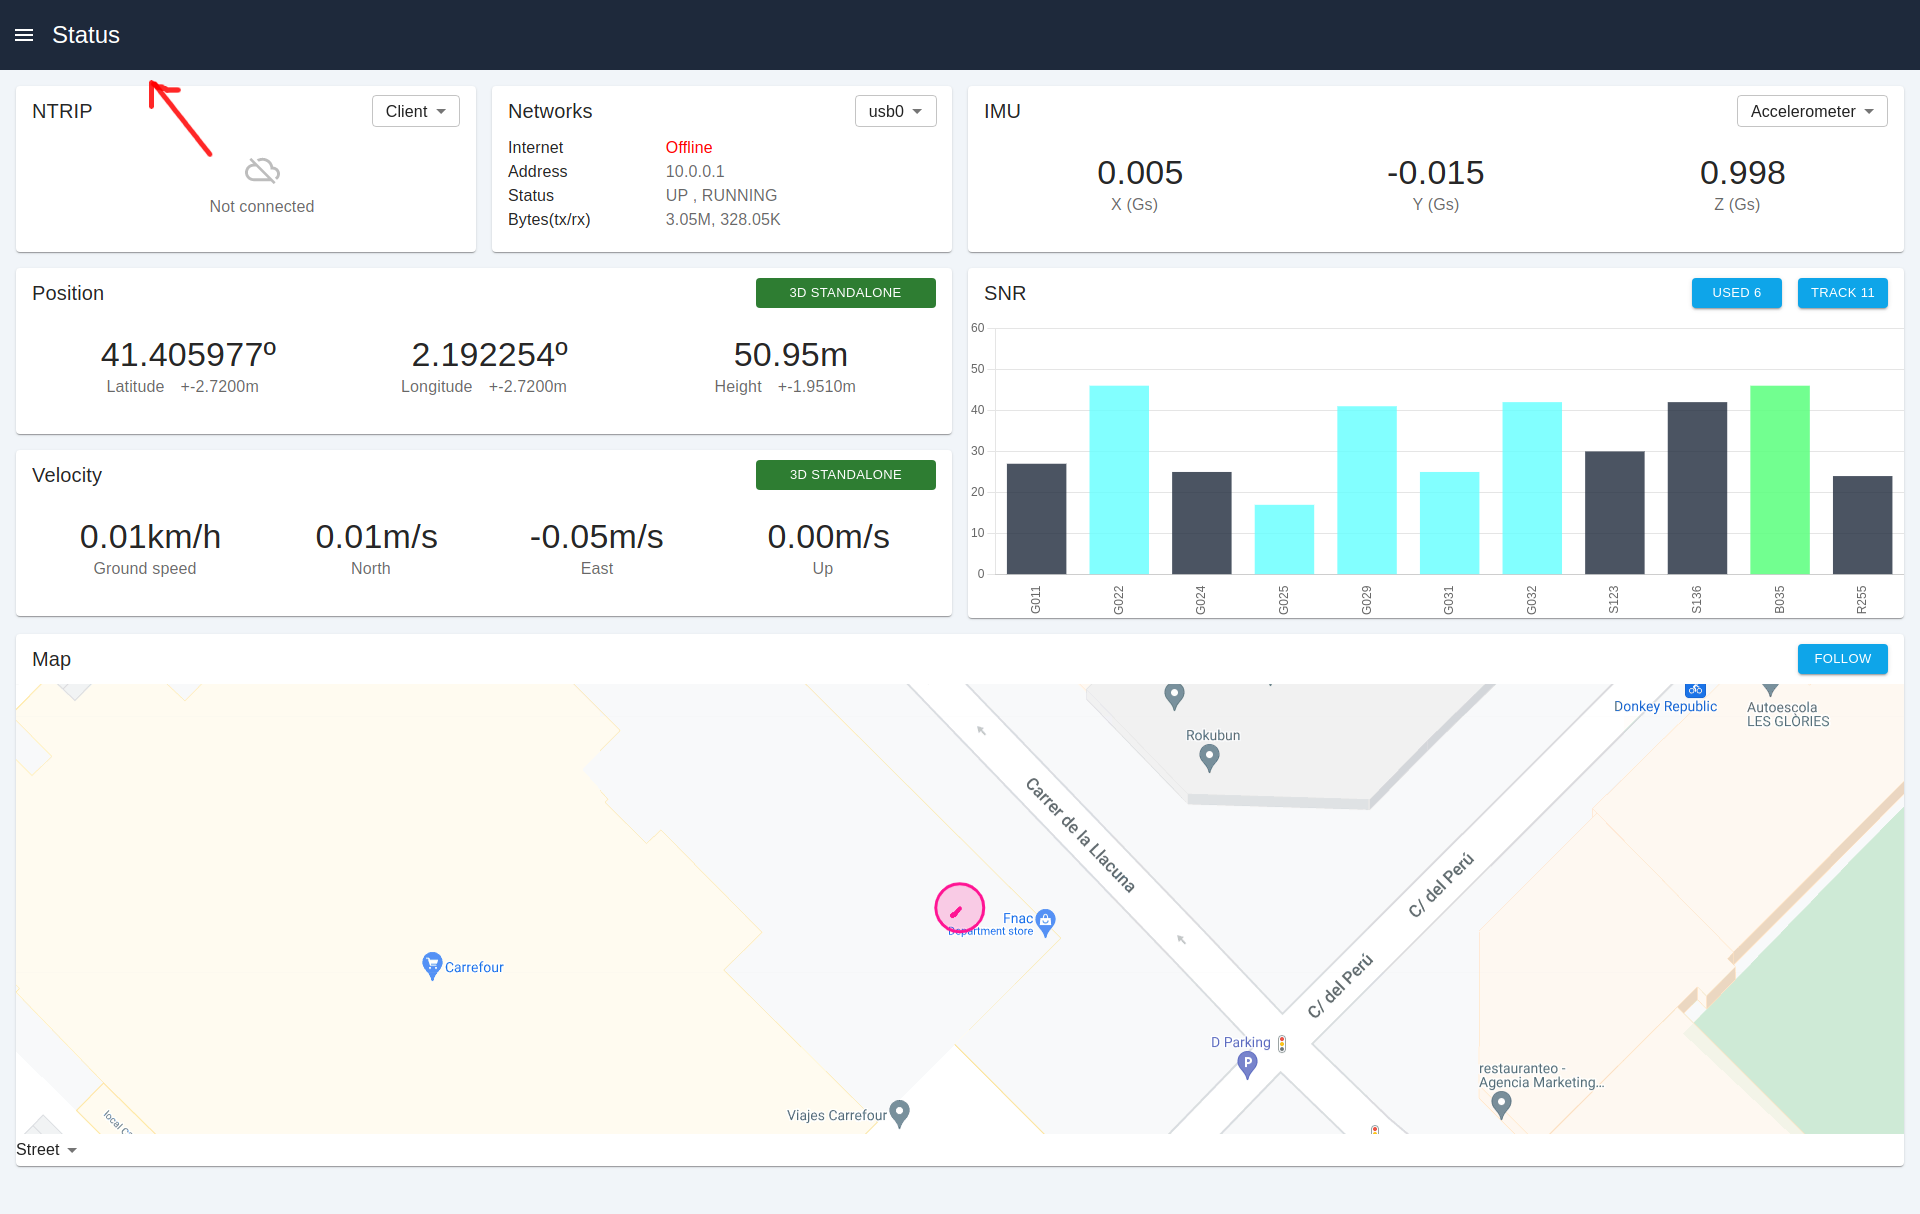 Status
NTRIP
Client
Not connected
Networks
usb0
Internet Offline
Address 10.0.0.1
Status UP , RUNNING
Bytes(tx/rx) 3.05M, 328.05K
IMU
Accelerometer
0.005 -0.015 0.998
X (Gs) Y (Gs) Z (Gs)
Position
3D STANDALONE
41.405977º 2.192254º 50.95m
Latitude +-2.7200m Longitude +-2.7200m Height +-1.9510m
Velocity
3D STANDALONE
0.01km/h 0.01m/s -0.05m/s 0.00m/s
Ground speed North East Up
SNR
USED 6 TRACK 11
60
50
40
30
20
10
0
G011 G022 G024 G025 G029 G031 G032 S123 S136 B035 R255
Map
FOLLOW
Donkey Republic
Autoescola
LES GLÒRIES
Rokubun
Carrer de la Llacuna
C/ del Perú
C/ del Perú
Fnac
Department store
Carrefour
D Parking
P
restauranteo -
Agencia Marketing...
Viajes Carrefour
local
Street